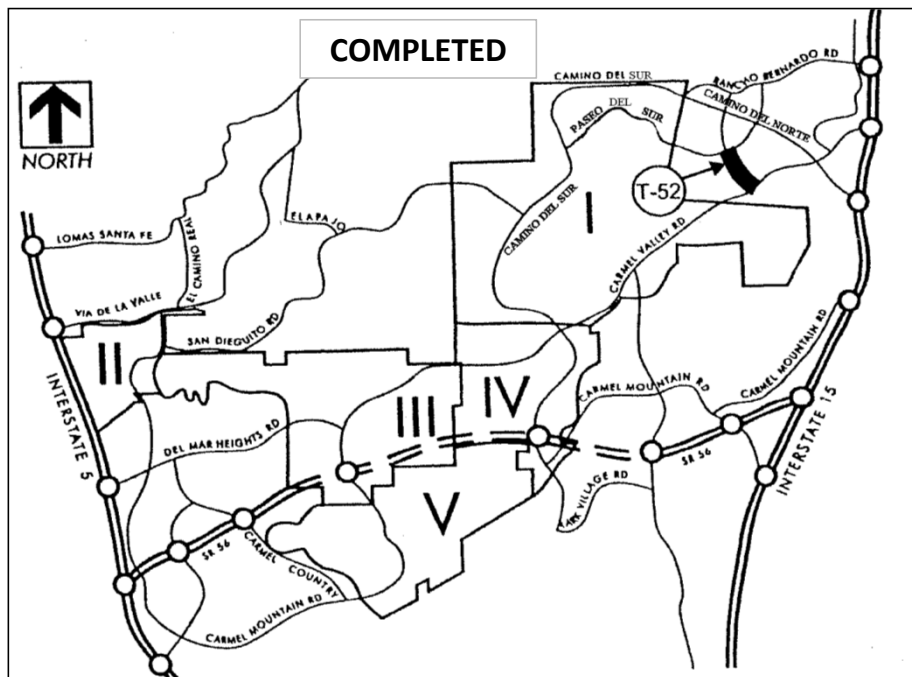 COMPLETED
NORTH
CAMINO DEL SUR
RANCHO BERNARDO RD
CAMINO DEL NORTE
PASEO DEL SUR
T-52
I
CAMINO DEL SUR
EL APAJO
LOMAS SANTA FE
EL CAMINO REAL
CARMEL VALLEY RD
VIA DE LA VALLE
SAN DIEGUITO RD
II
INTERSTATE 5
III
IV
CARMEL MOUNTAIN RD
CARMEL MOUNTAIN RD
DEL MAR HEIGHTS RD
INTERSTATE 15
SR 56
V
PARK VILLAGE RD
SR 56
CARMEL COUNTRY
CARMEL MOUNTAIN RD